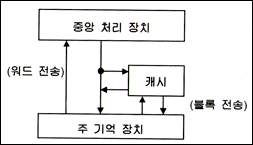 중앙 처리 장치
(워드 전송)
캐시
(블록 전송)
주 기억 장치